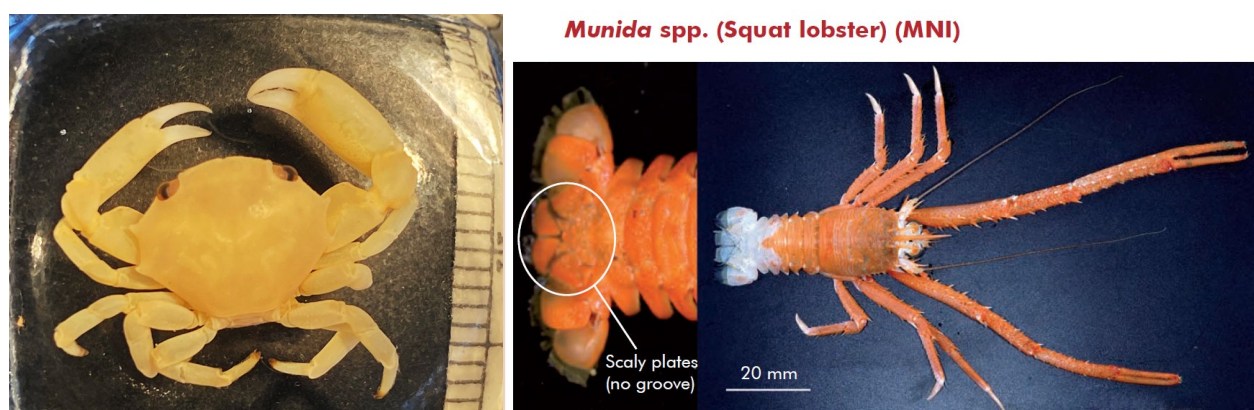 Munida spp. (Squat lobster) (MNI)
Scaly plates
(no groove)
20 mm